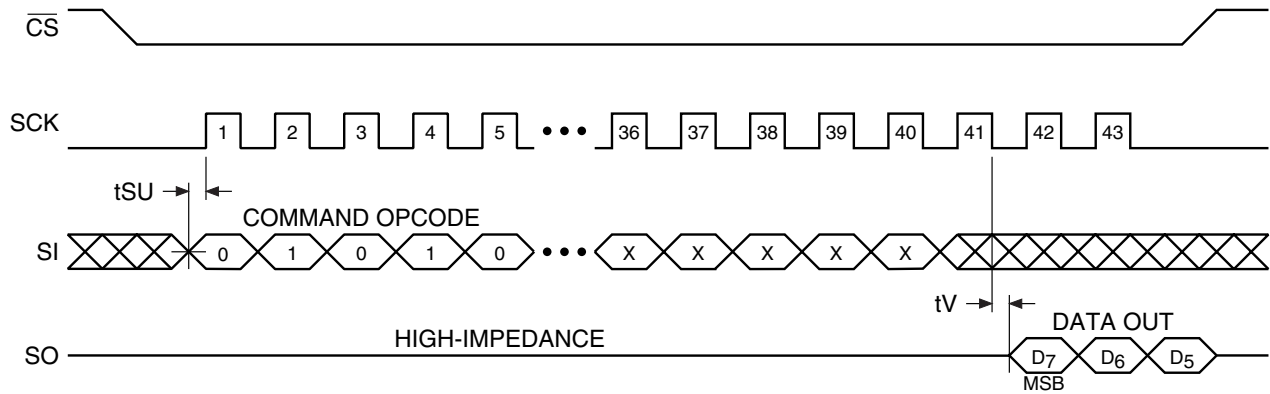 CS
SCK
1 2 3 4 5 ••• 36 37 38 39 40 41 42 43
tSU
COMMAND OPCODE
SI
0 1 0 1 0 ••• X X X X X
tV
DATA OUT
HIGH-IMPEDANCE
SO
D7 D6 D5
MSB